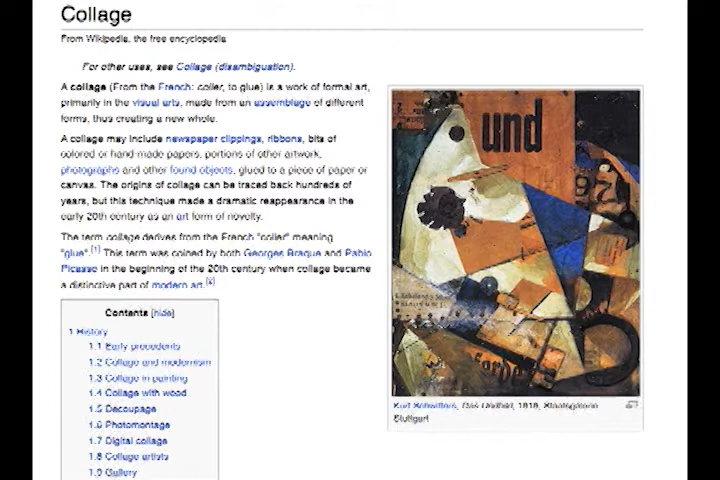 Collage
From Wikipedia, the free encyclopedia
For other uses, see Collage (disambiguation).
A collage (From the French: coller, to glue) is a work of formal art,
primarily in the visual arts, made from an assemblage of different
forms, thus creating a new whole.
A collage may include newspaper clippings, ribbons, bits of
colored or hand-made papers, portions of other artwork,
photographs and other found objects, glued to a piece of paper or
canvas. The origins of collage can be traced back hundreds of
years, but this technique made a dramatic reappearance in the
early 20th century as an art form of novelty.
The term collage derives from the French "coller" meaning
"glue".[1] This term was coined by both Georges Braque and Pablo
Picasso in the beginning of the 20th century when collage became
a distinctive part of modern art.[2]
Contents [hide]
1 History
1.1 Early precedents
1.2 Collage and modernism
1.3 Collage in painting
1.4 Collage with wood
1.5 Decoupage
1.6 Photomontage
1.7 Digital collage
1.8 Collage artists
1.9 Gallery
und
Kurt Schwitters, Das Undbild, 1919, Staatsgalerie
Stuttgart